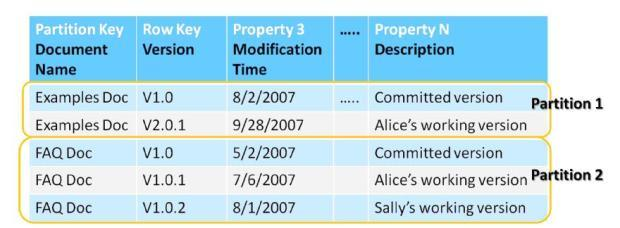 Partition Key Row Key Property 3 ..... Property N
Document Version Modification Description
Name Time
Examples Doc V1.0 8/2/2007 ..... Committed version
Partition 1
Examples Doc V2.0.1 9/28/2007 Alice's working version
FAQ Doc V1.0 5/2/2007 Committed version
FAQ Doc V1.0.1 7/6/2007 Alice's working version Partition 2
FAQ Doc V1.0.2 8/1/2007 Sally's working version